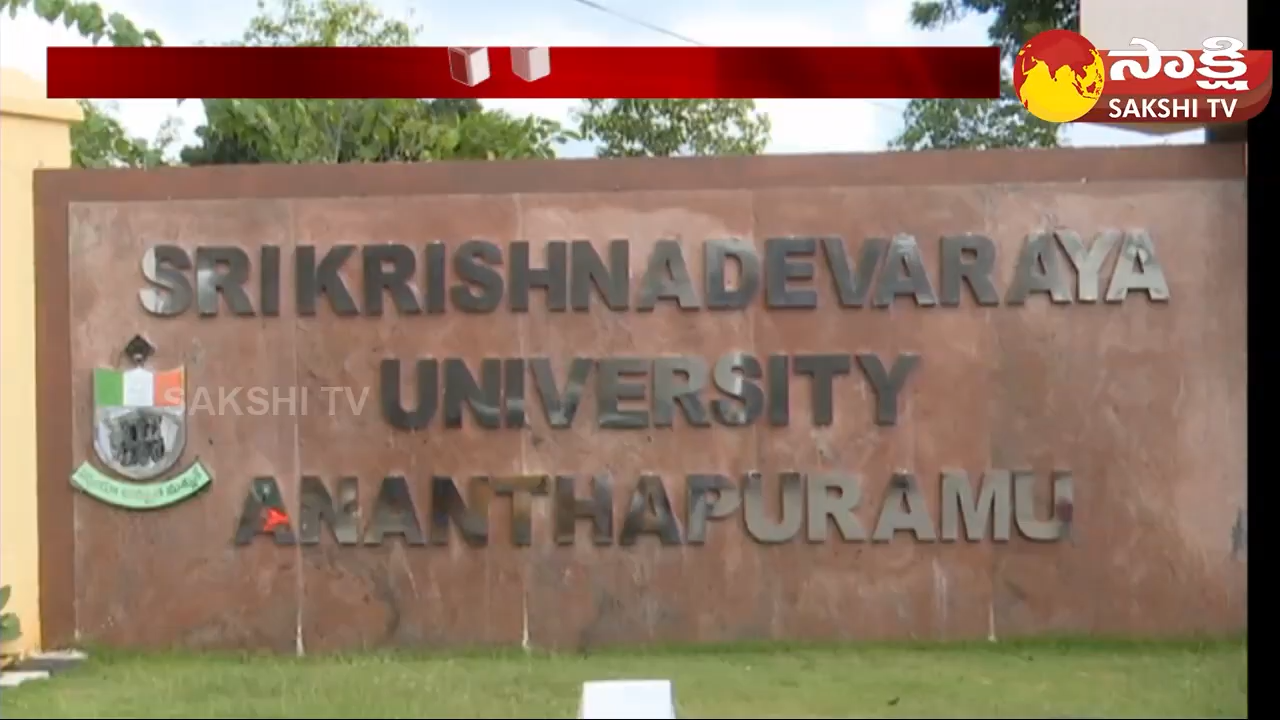 సాక్షి
SAKSHI TV
SRI KRISHNADEVARAYA
UNIVERSITY
SAKSHI TV
ANANTHAPURAMU